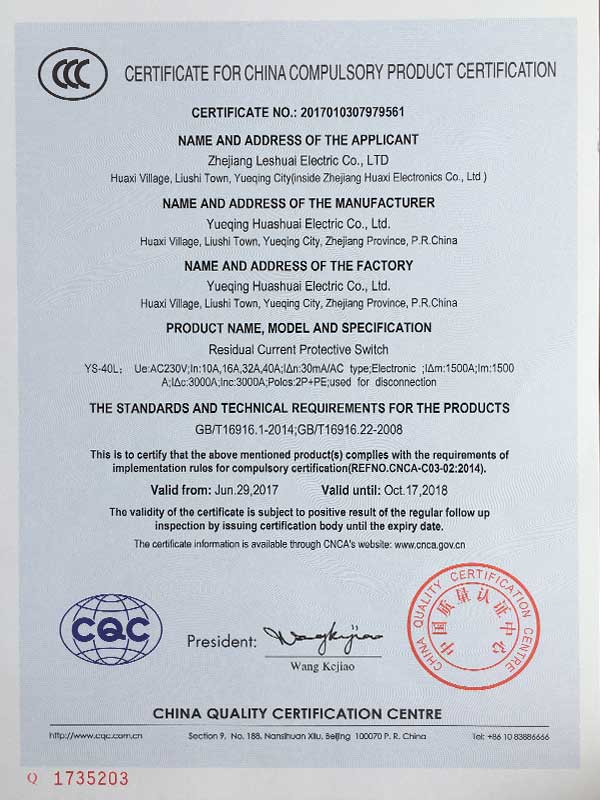 CCC
CERTIFICATE FOR CHINA COMPULSORY PRODUCT CERTIFICATION
CERTIFICATE NO.: 2017010307979561
NAME AND ADDRESS OF THE APPLICANT
Zhejiang Leshuai Electric Co., LTD
Huaxi Village, Liushi Town, Yueqing City(inside Zhejiang Huaxi Electronics Co., Ltd )
NAME AND ADDRESS OF THE MANUFACTURER
Yueqing Huashuai Electric Co., Ltd.
Huaxi Village, Liushi Town, Yueqing City, Zhejiang Province, P.R.China
NAME AND ADDRESS OF THE FACTORY
Yueqing Huashuai Electric Co., Ltd.
Huaxi Village, Liushi Town, Yueqing City, Zhejiang Province, P.R.China
PRODUCT NAME, MODEL AND SPECIFICATION
Residual Current Protective Switch
YS-40L: Ue:AC230V;In:10A,16A,32A,40A;IΔn:30mA/AC type;Electronic ;IΔm:1500A;Im:1500
A;IΔc:3000A;Inc:3000A;Poles:2P+PE;used for disconnection
THE STANDARDS AND TECHNICAL REQUIREMENTS FOR THE PRODUCTS
GB/T16916.1-2014;GB/T16916.22-2008
This is to certify that the above mentioned product(s) complies with the requirements of
implementation rules for compulsory certification(REFNO.CNCA-C03-02:2014).
Valid from: Jun.29,2017 Valid until: Oct.17,2018
The validity of the certificate is subject to positive result of the regular follow up
inspection by issuing certification body until the expiry date.
The certificate information is available through CNCA's website: www.cnca.gov.cn
CQC
President: Wangkejiao
Wang Kejiao
CHINA QUALITY CERTIFICATION CENTRE
中国质量认证中心
CHINA QUALITY CERTIFICATION CENTRE
http://www.cqc.com.cn Section 9, No. 188, Nansihuan Xilu, Beijing 100070 P. R. China Tel: +86 10 83886666
Q 1735203